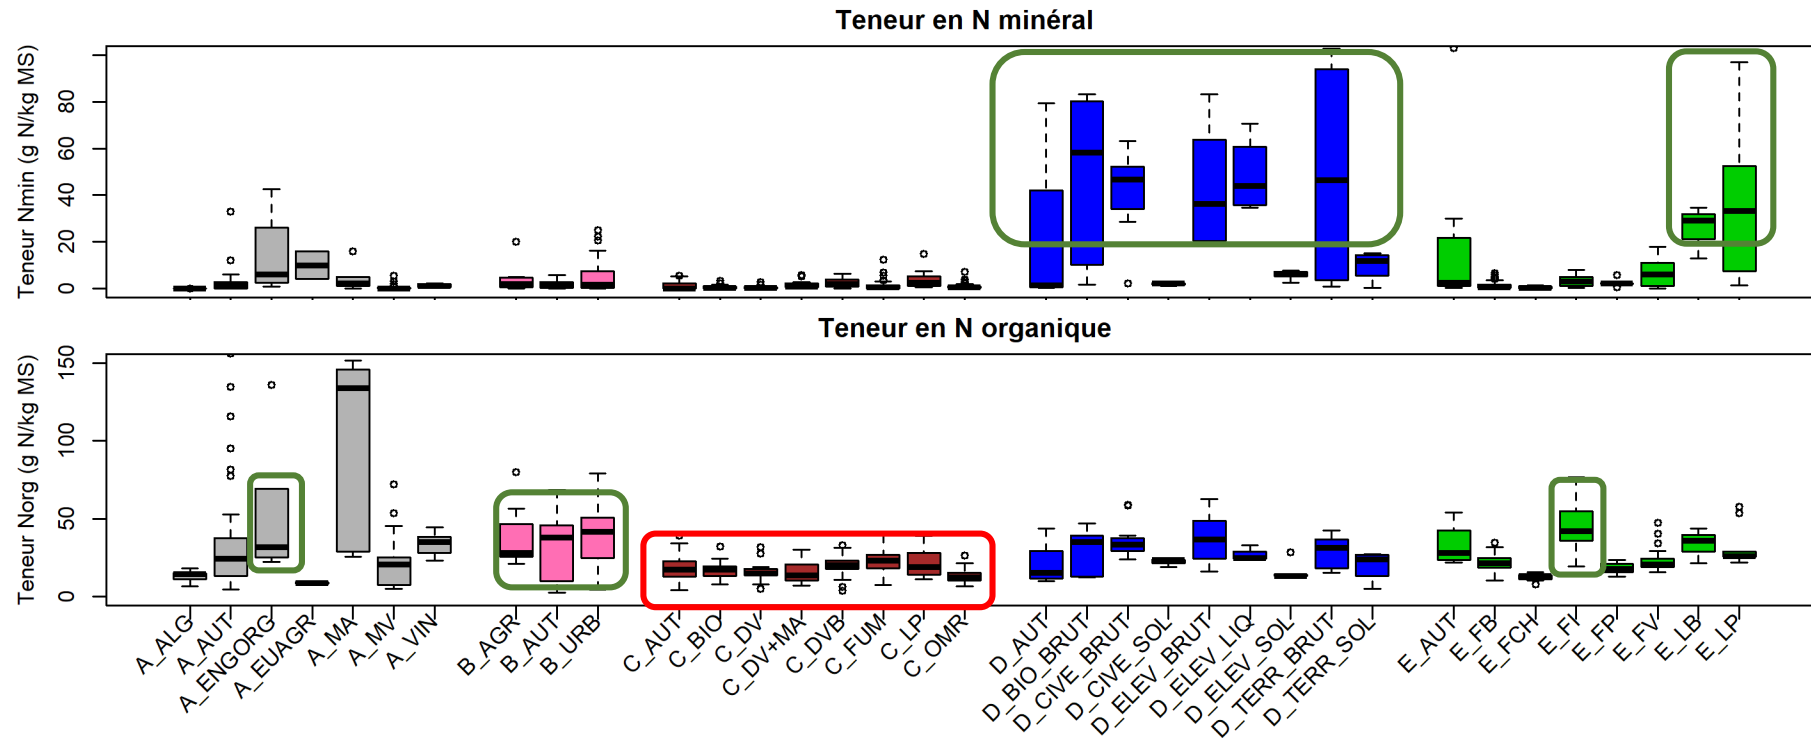 Teneur en N minéral
Teneur Nmin (g N/kg MS)
80
60
40
20
0
Teneur en N organique
Teneur Norg (g N/kg MS)
150
100
50
0
A_ALG
A_AUT
A_ENGORG
A_EUAGR
A_MA
A_MV
A_VIN
B_AGR
B_AUT
B_URB
C_AUT
C_BIO
C_DV
C_DV+MA
C_DVB
C_FUM
C_LP
C_OMR
D_AUT
D_BIO_BRUT
D_CIVE_BRUT
D_CIVE_SOL
D_ELEV_BRUT
D_ELEV_LIQ
D_ELEV_SOL
D_TERR_BRUT
D_TERR_SOL
E_AUT
E_FB
E_FCH
E_FI
E_FP
E_FV
E_LB
E_LP